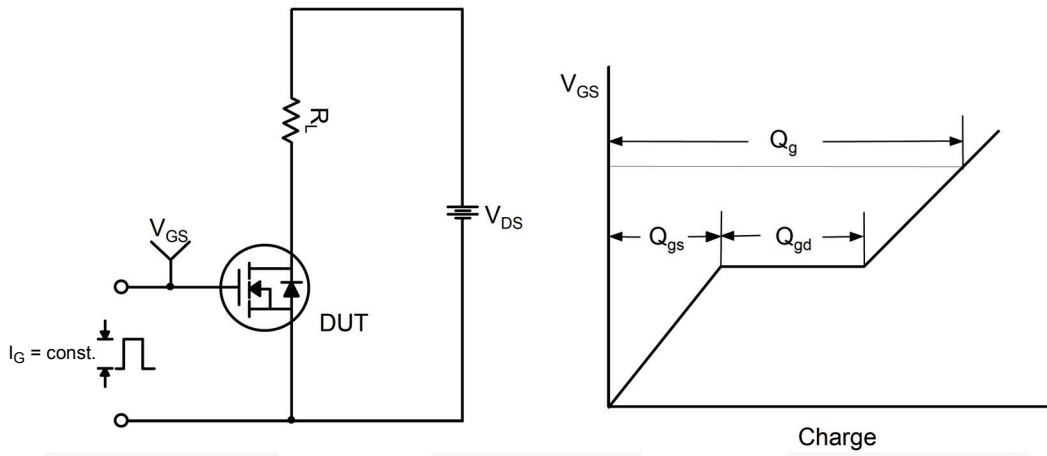 R_L
V_GS
V_DS
DUT
I_G = const.
V_GS
Q_g
Q_gs
Q_gd
Charge